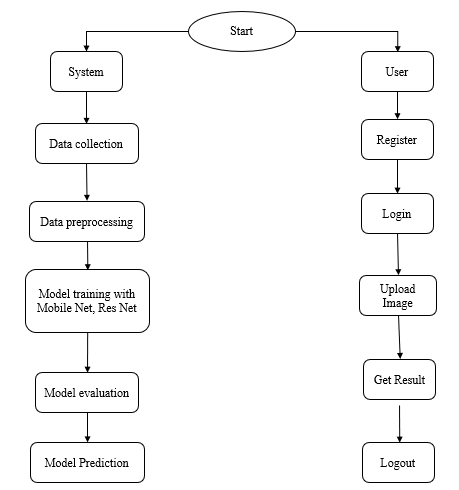 Start
System
Data collection
Data preprocessing
Model training with
Mobile Net, Res Net
Model evaluation
Model Prediction
User
Register
Login
Upload
Image
Get Result
Logout